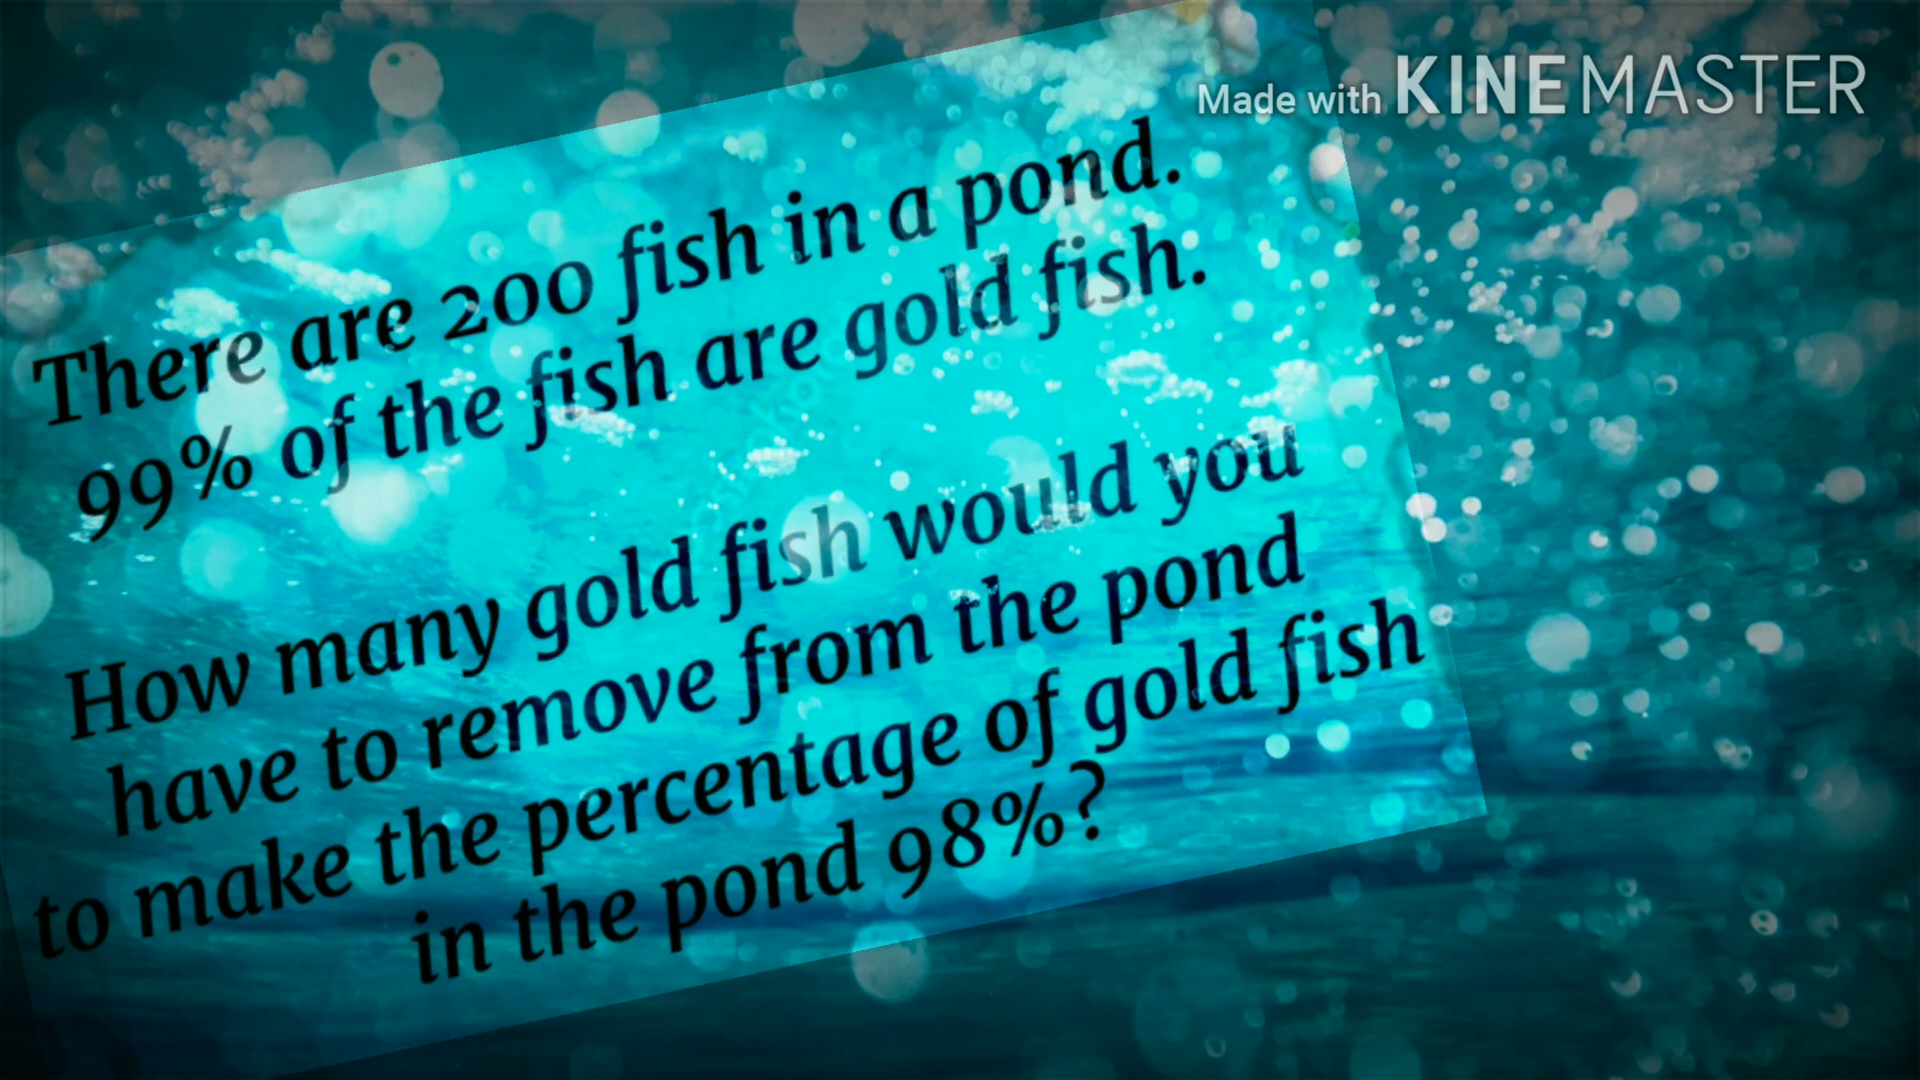 Made with KINEMASTER
There are 200 fish in a pond.
99% of the fish are gold fish.
How many gold fish would you
have to remove from the pond
to make the percentage of gold fish
in the pond 98%?